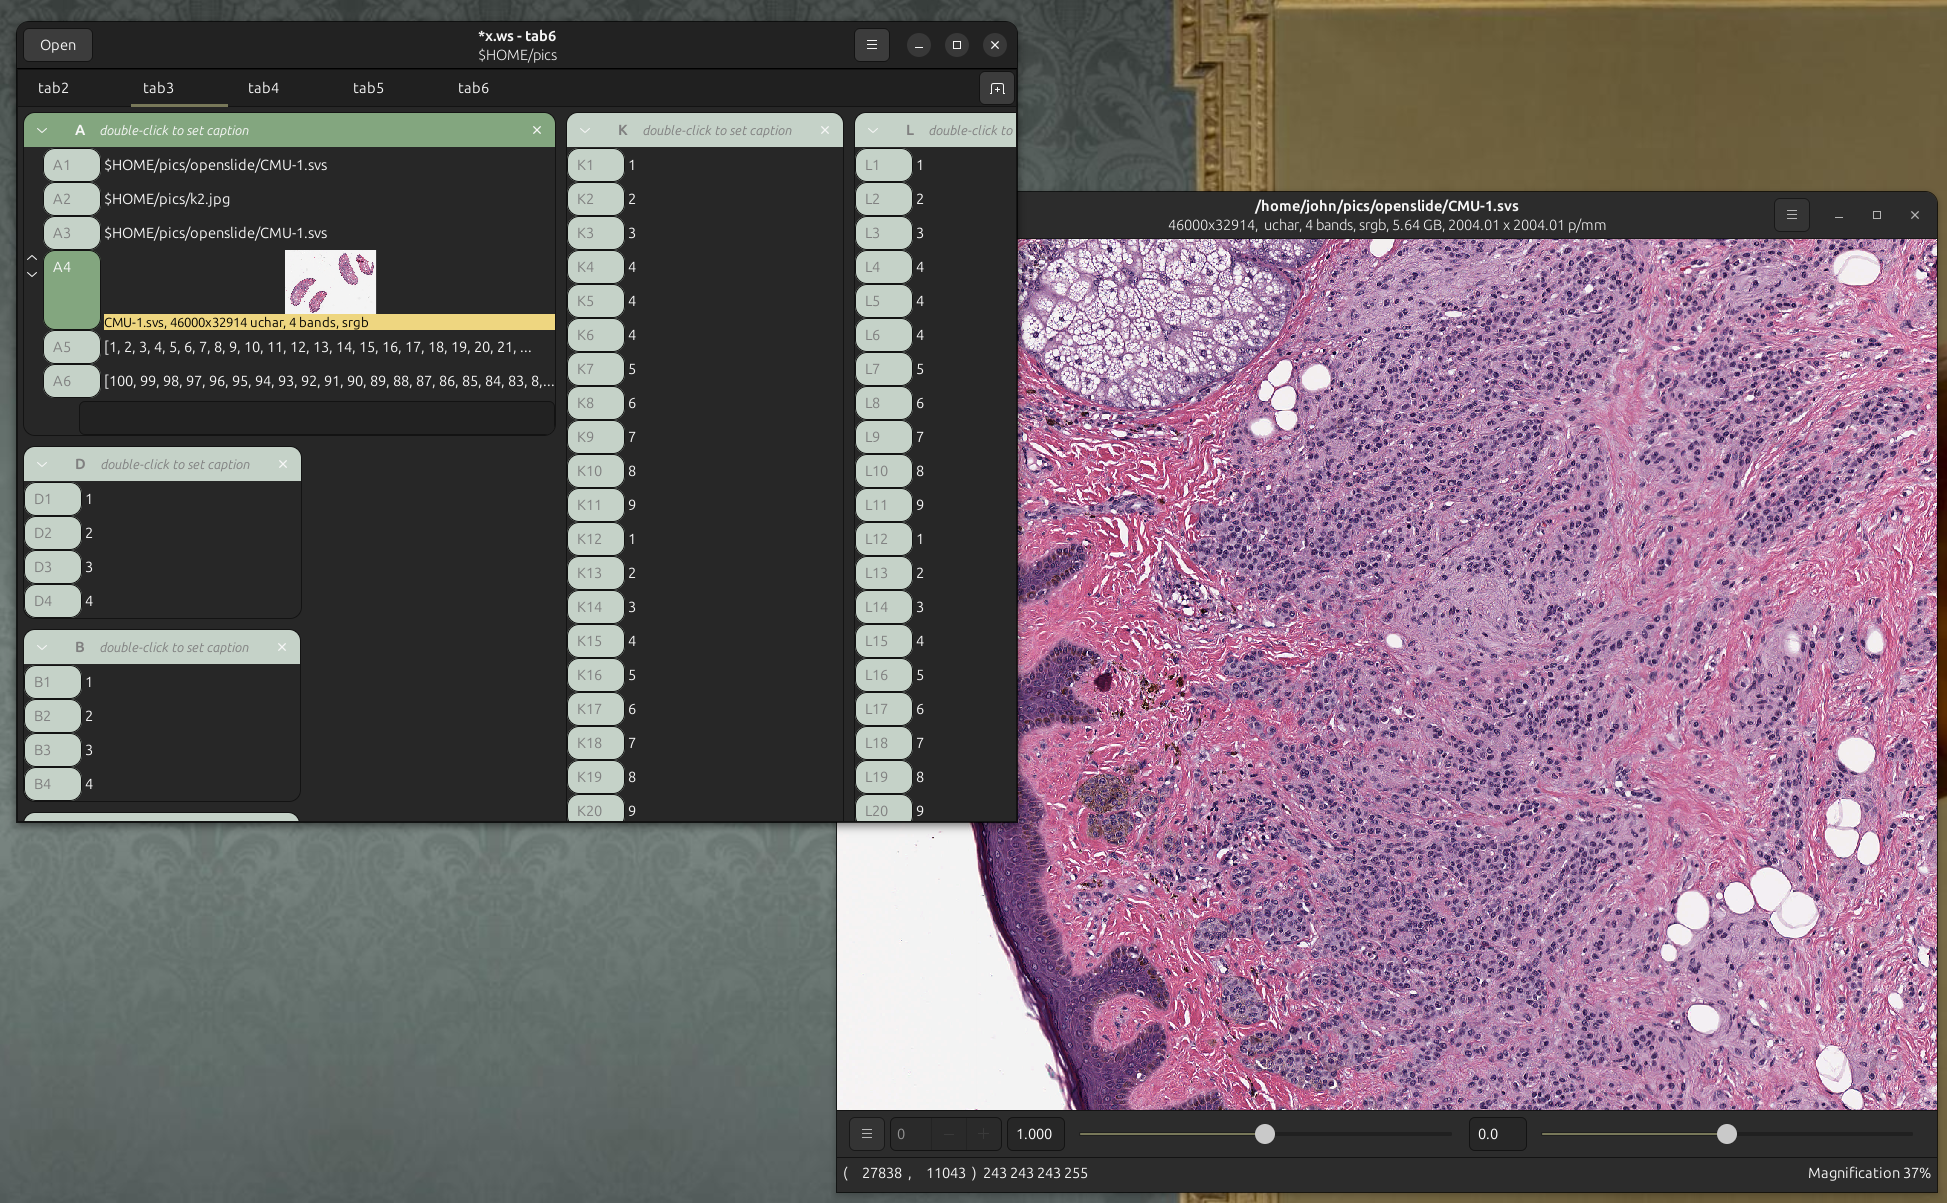 Open
*x.ws - tab6
$HOME/pics
tab2 tab3 tab4 tab5 tab6
A double-click to set caption
A1 $HOME/pics/openslide/CMU-1.svs
A2 $HOME/pics/k2.jpg
A3 $HOME/pics/openslide/CMU-1.svs
A4
CMU-1.svs, 46000x32914 uchar, 4 bands, srgb
A5 [1, 2, 3, 4, 5, 6, 7, 8, 9, 10, 11, 12, 13, 14, 15, 16, 17, 18, 19, 20, 21, ...
A6 [100, 99, 98, 97, 96, 95, 94, 93, 92, 91, 90, 89, 88, 87, 86, 85, 84, 83, 8,...
D double-click to set caption
D1 1
D2 2
D3 3
D4 4
B double-click to set caption
B1 1
B2 2
B3 3
B4 4
K double-click to set caption
K1 1
K2 2
K3 3
K4 4
K5 4
K6 4
K7 5
K8 6
K9 7
K10 8
K11 9
K12 1
K13 2
K14 3
K15 4
K16 5
K17 6
K18 7
K19 8
K20 9
L double-click to
L1 1
L2 2
L3 3
L4 4
L5 4
L6 4
L7 5
L8 6
L9 7
L10 8
L11 9
L12 1
L13 2
L14 3
L15 4
L16 5
L17 6
L18 7
L19 8
L20 9
/home/john/pics/openslide/CMU-1.svs
46000x32914, uchar, 4 bands, srgb, 5.64 GB, 2004.01 x 2004.01 p/mm
0 − + 1.000 0.0
( 27838 , 11043 ) 243 243 243 255
Magnification 37%